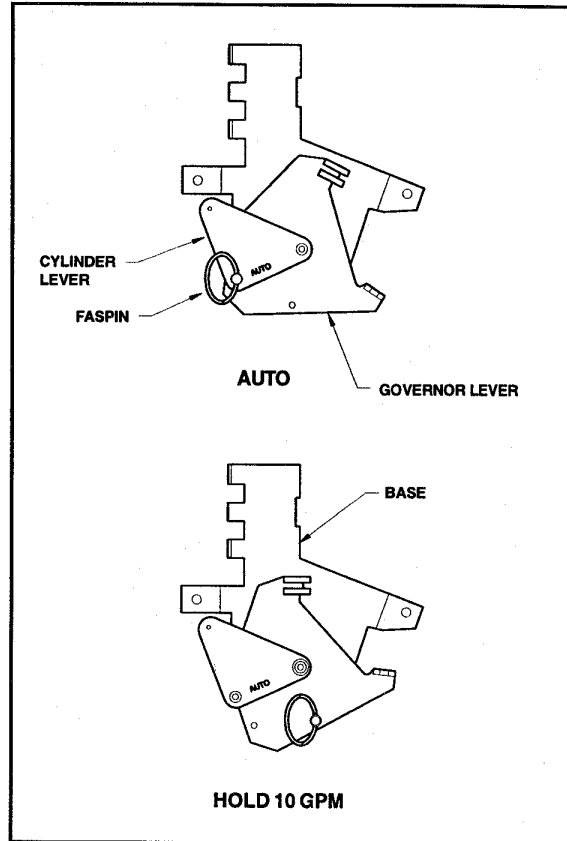 CYLINDER
LEVER
AUTO
FASPIN
AUTO
GOVERNOR LEVER
BASE
AUTO
HOLD 10 GPM